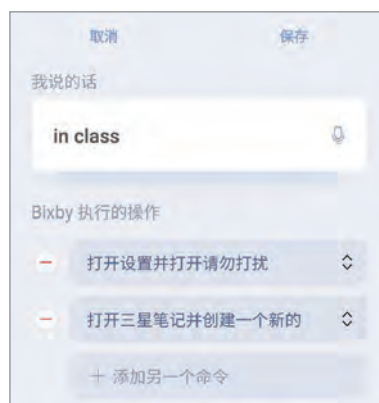 取消 保存
我说的话
in class
Bixby 执行的操作
打开设置并打开请勿打扰
打开三星笔记并创建一个新的
+ 添加另一个命令